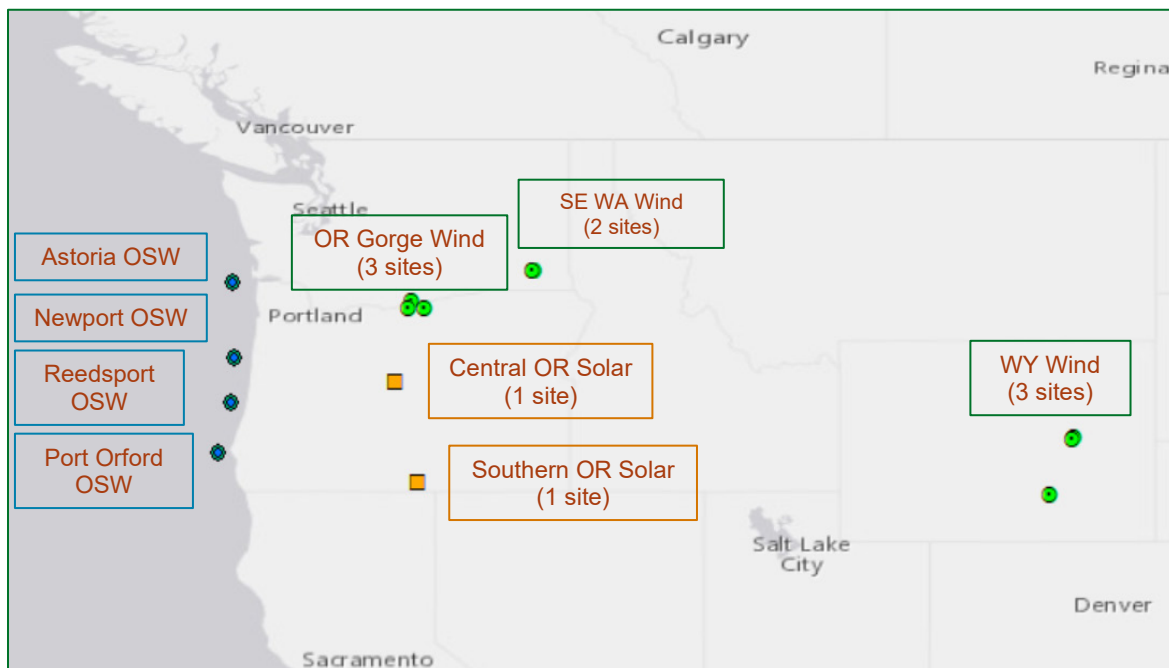 Calgary
Regina
Vancouver
SE WA Wind
(2 sites)
Seattle
OR Gorge Wind
(3 sites)
Astoria OSW
Newport OSW
Portland
Reedsport
OSW
Central OR Solar
(1 site)
WY Wind
(3 sites)
Port Orford
OSW
Southern OR Solar
(1 site)
Salt Lake
City
Denver
Sacramento